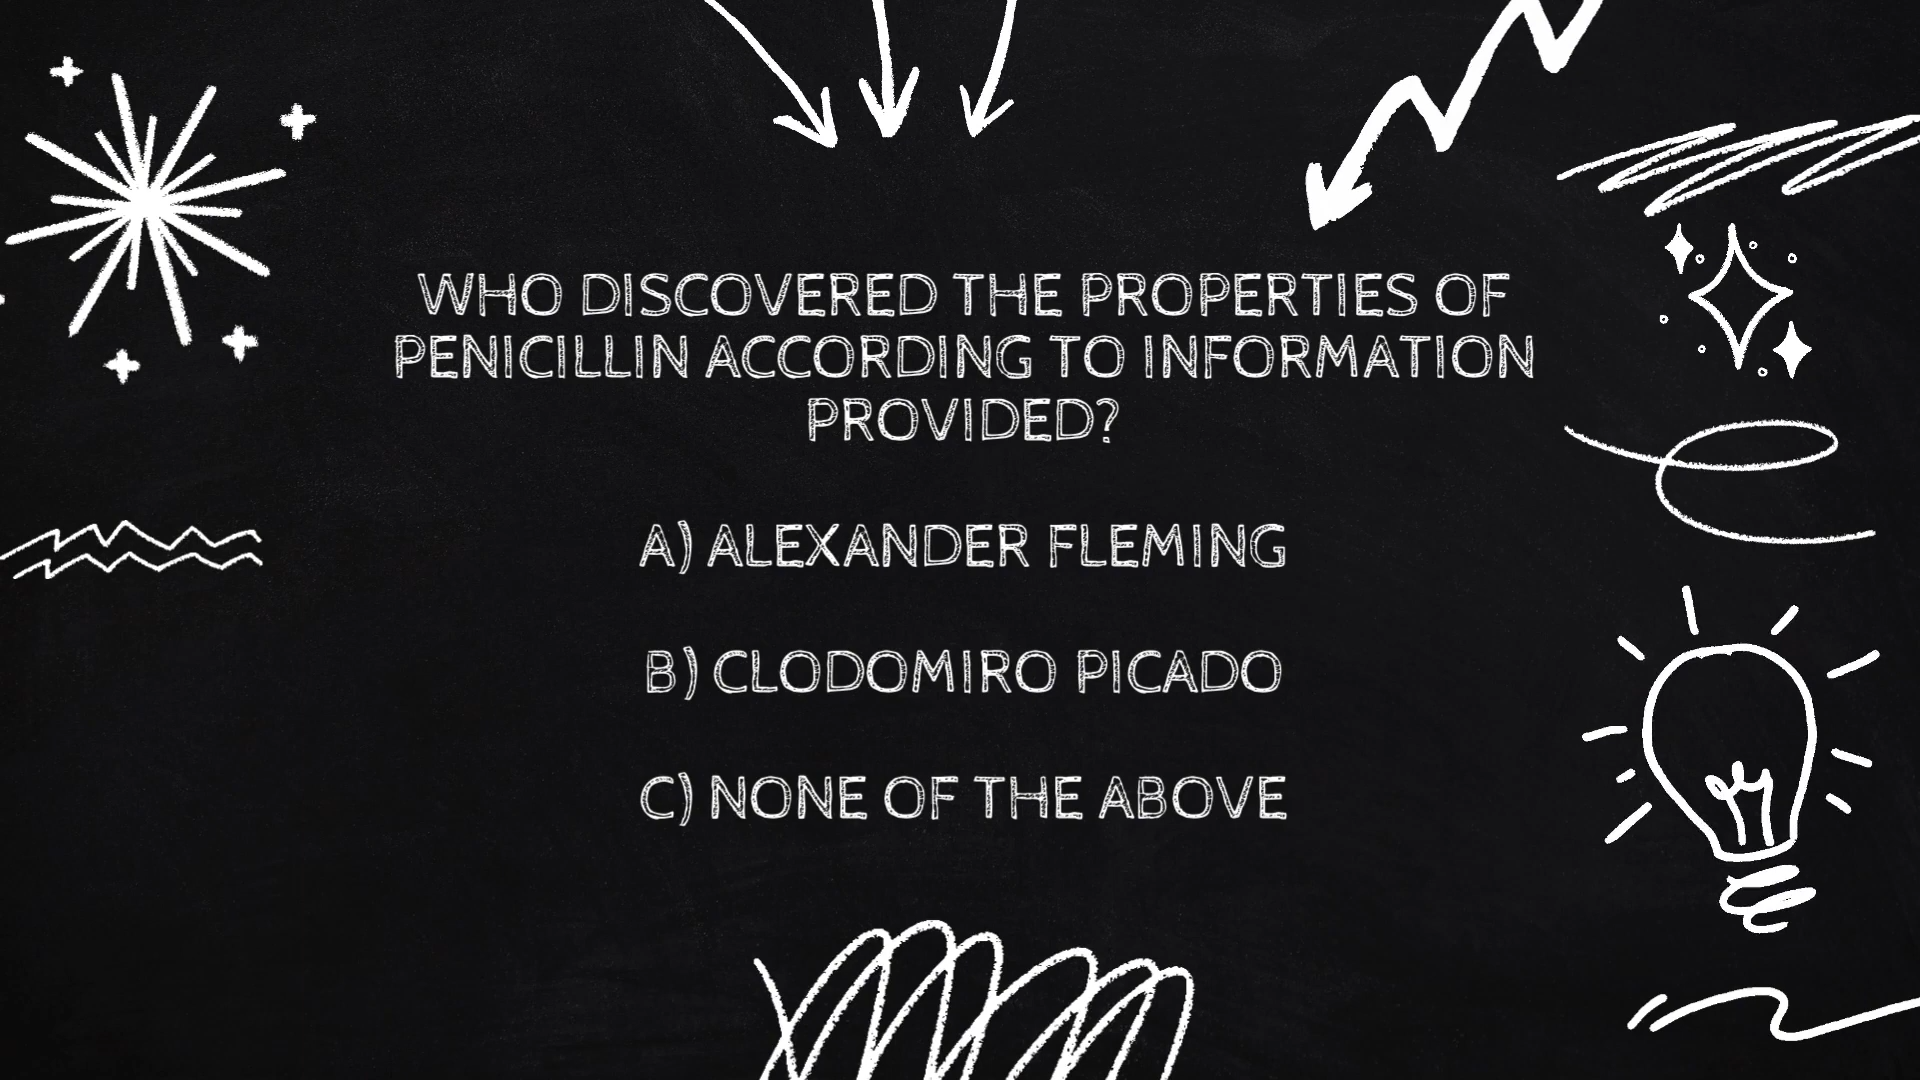 WHO DISCOVERED THE PROPERTIES OF
PENICILLIN ACCORDING TO INFORMATION
PROVIDED?
A) ALEXANDER FLEMING
B) CLODOMIRO PICADO
C) NONE OF THE ABOVE